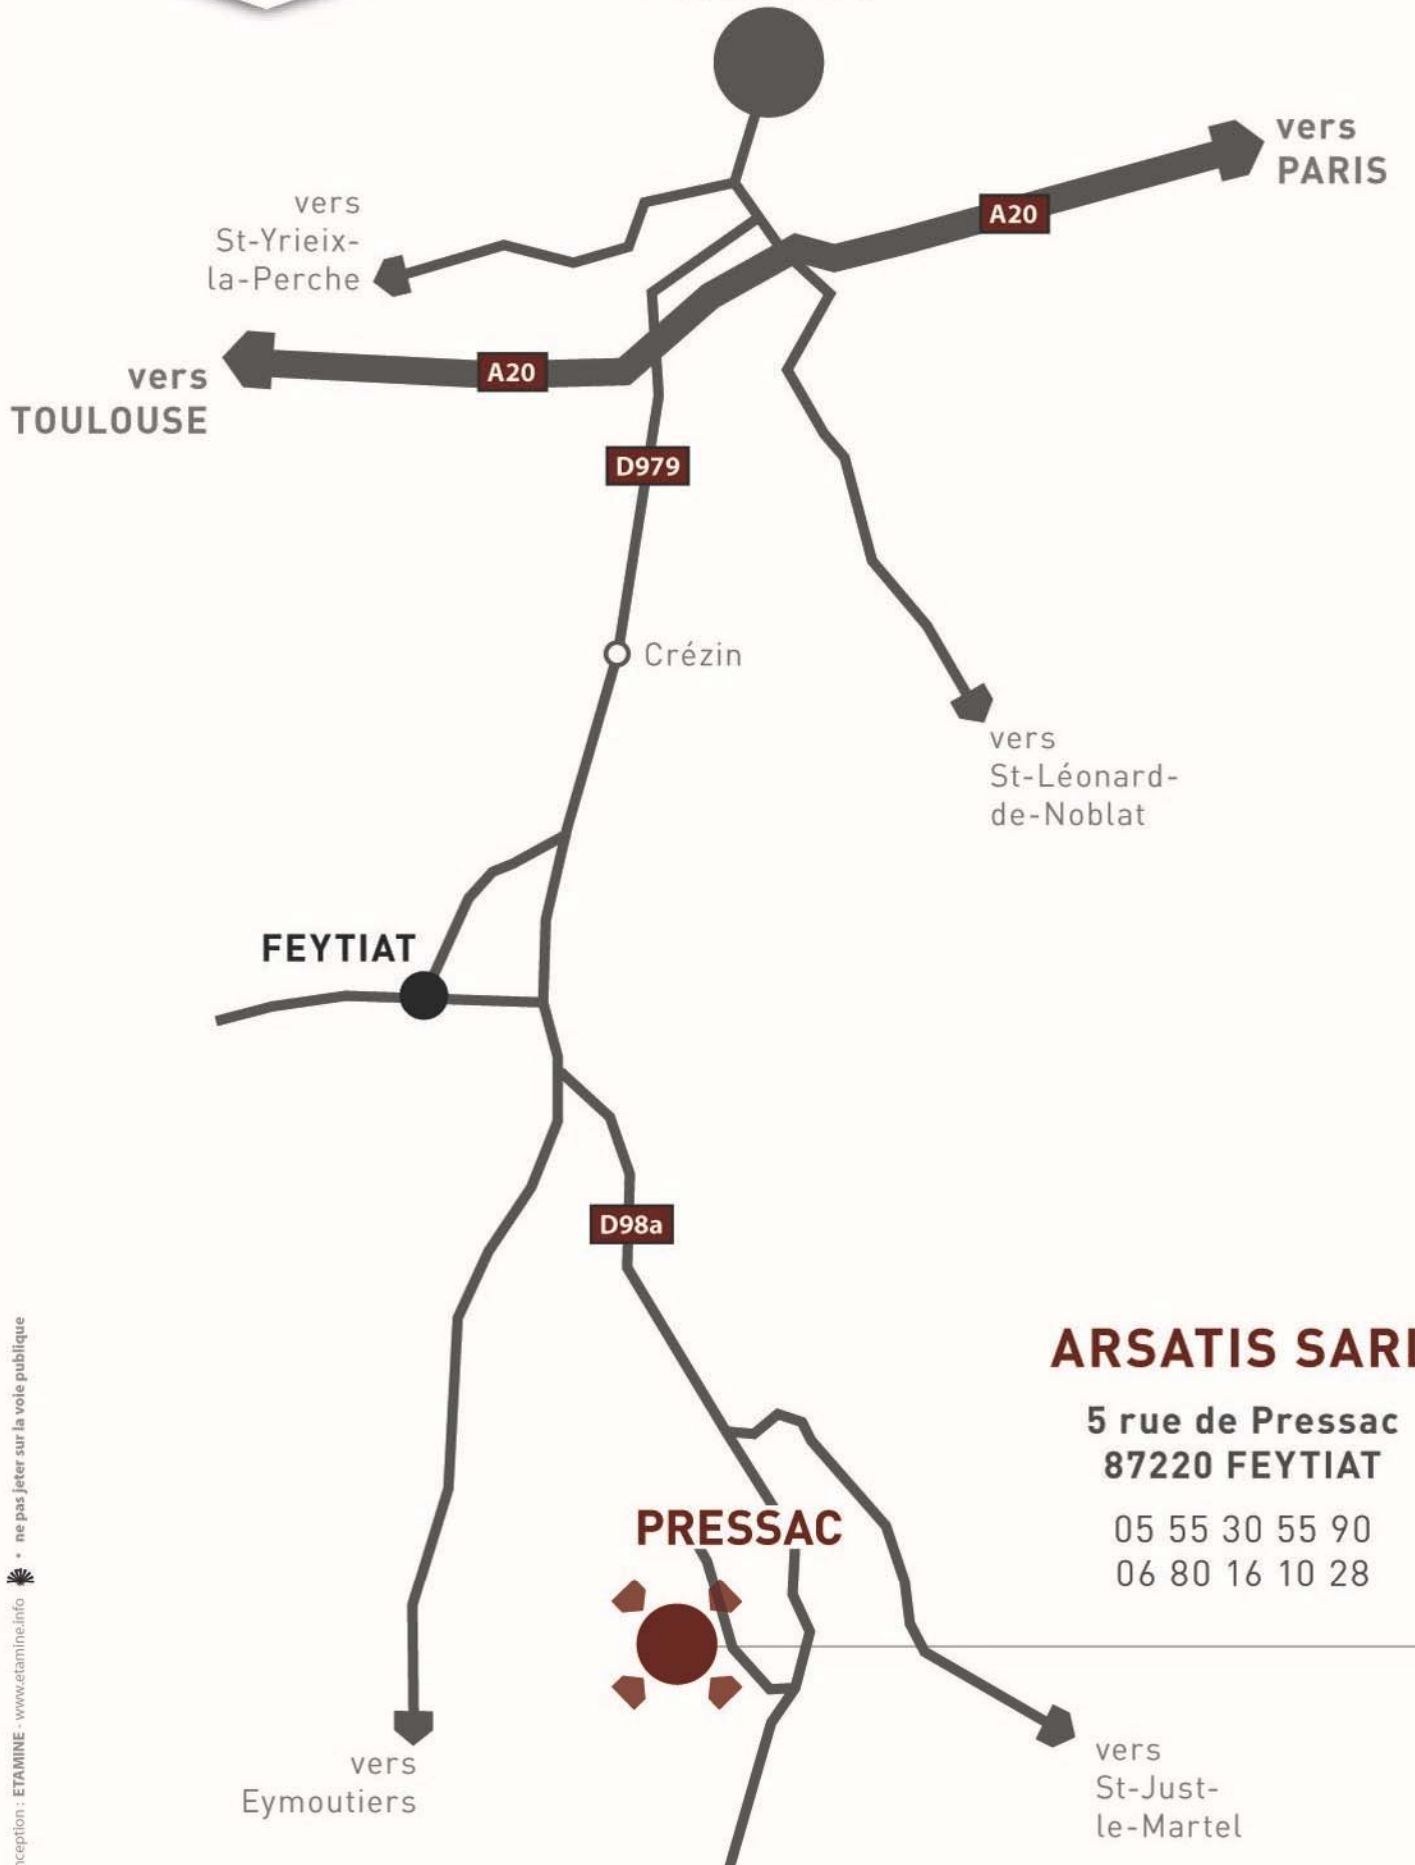 vers
PARIS
A20
vers
St-Yrieix-
la-Perche
A20
vers
TOULOUSE
D979
Crézin
vers
St-Léonard-
de-Noblat
FEYTIAT
D98a
ARSATIS SARL
5 rue de Pressac
87220 FEYTIAT
05 55 30 55 90
06 80 16 10 28
PRESSAC
vers
Eymoutiers
vers
St-Just-
le-Martel
nception : ETAMINE - www.etamine.info • ne pas jeter sur la voie publique